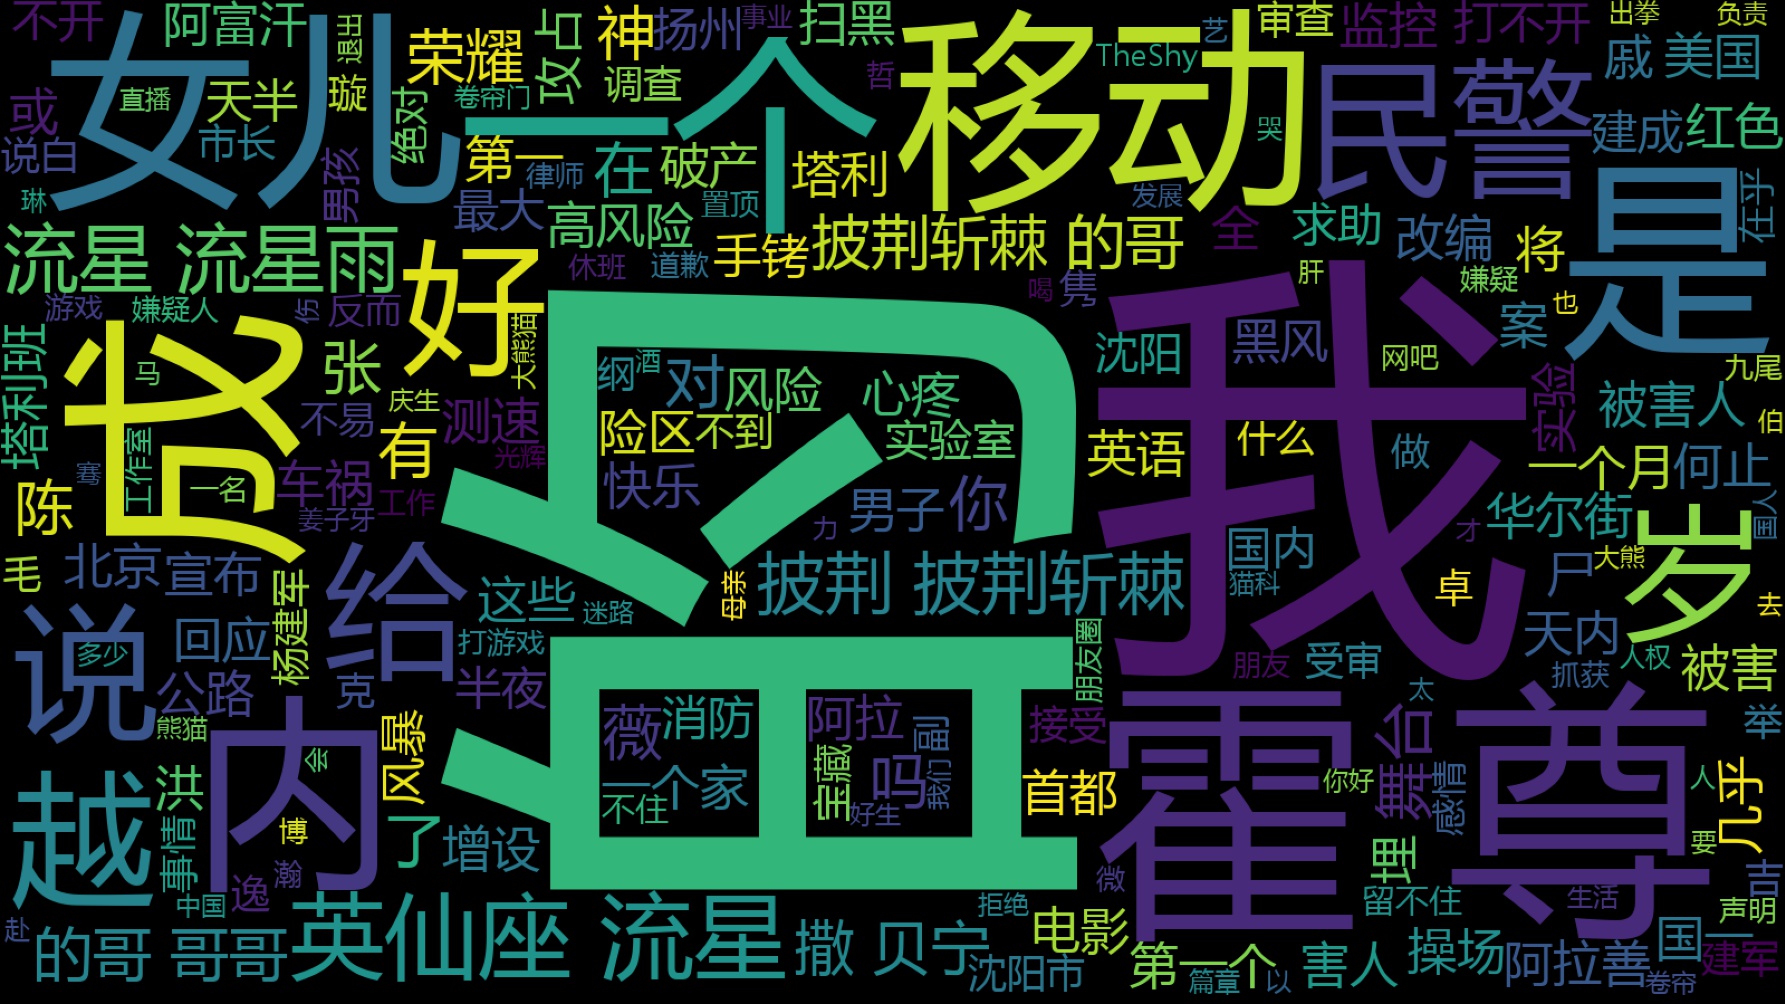 不开
阿富汗
退出
荣耀
攻占
神
扬州
事业
扫黑
艺
审查
监控
打不开
出拳
负责
女儿
一个
移动
TheShy
民警
戚
美国
或
直播
天半
璇
绝对
卷帘门
调查
哲
哭
建成
红色
说白
市长
男孩
第一
律师
在
破产
塔利
是
在乎
琳
最大
置顶
发展
高风险
手铐
披荆斩棘
的哥
全
求助
改编
将
流星
流星雨
好
休班
道歉
喝
隽
肝
嫌疑
也
游戏
嫌疑人
伤
反而
大熊猫
塔利班
马
成
张
纲
酒
对
风险
心疼
沈阳
黑风
网吧
案
九尾
不易
庆生
测速
险区
不到
实验室
英语
什么
做
实验
被害人
伯
工作室
骞
一名
车祸
有
光辉
快乐
男子
你
一个月
何止
陈
姜子牙
工作
力
国内
才
华尔街
国人
岁
毛
北京
宣布
杨建军
给
这些
迷路
母亲
披荆
披荆斩棘
我
猫科
卓
尸
大熊
去
说
多少
回应
打游戏
朋友圈
天内
公路
克
半夜
朋友
受审
抓获
人权
被害
内
熊猫
会
风暴
薇
消防
阿拉
副
接受
霍
尊
太
举
越
洪
一个家
宝藏
吗
我们
首都
你好
舞台
感情
人
几乎
不住
好生
事情
博
了
增设
埋
要
中国
逸
瀚
微
生活
留不住
吉
赴
的哥
哥哥
英仙座
流星
撒
贝宁
拒绝
电影
声明
沈阳市
第一个
篇章
以
害人
操场
阿拉善
国一
卷帘
建军